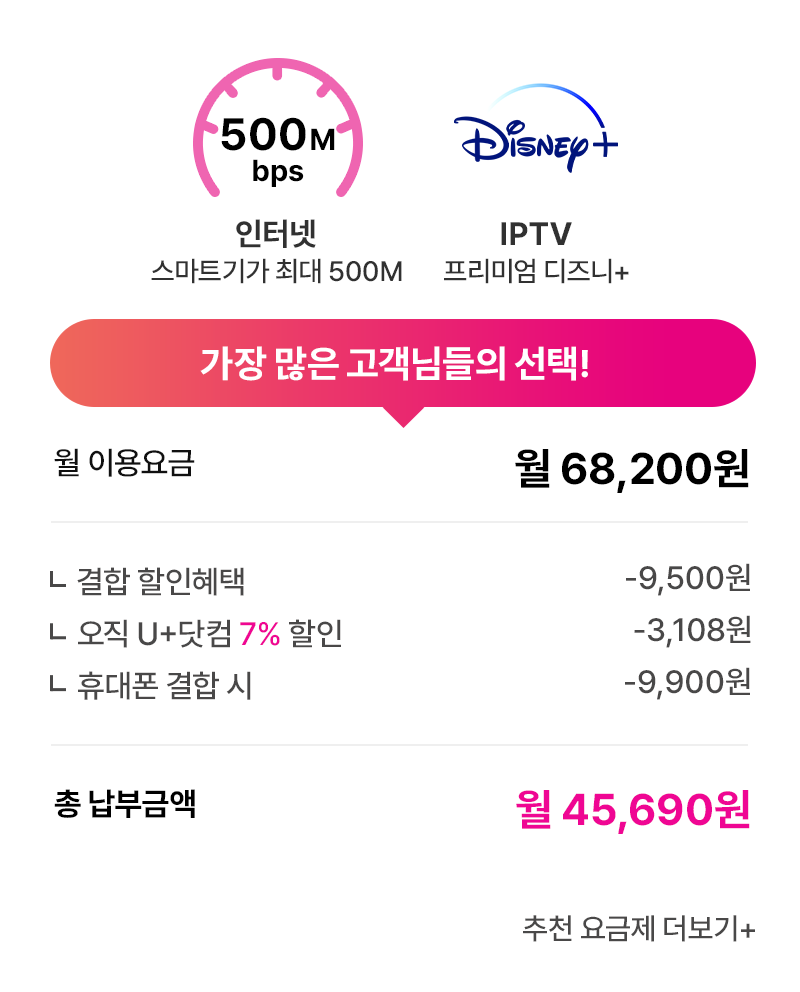 500M
bps
Disney+
인터넷
스마트기가 최대 500M
IPTV
프리미엄 디즈니+
가장 많은 고객님들의 선택!
월 이용요금 월 68,200원
ㄴ 결합 할인혜택 -9,500원
ㄴ 오직 U+닷컴 7% 할인 -3,108원
ㄴ 휴대폰 결합 시 -9,900원
총 납부금액 월 45,690원
추천 요금제 더보기+